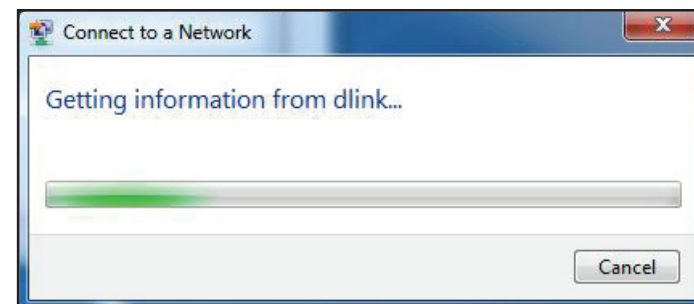 Connect to a Network
Getting information from dlink...
Cancel